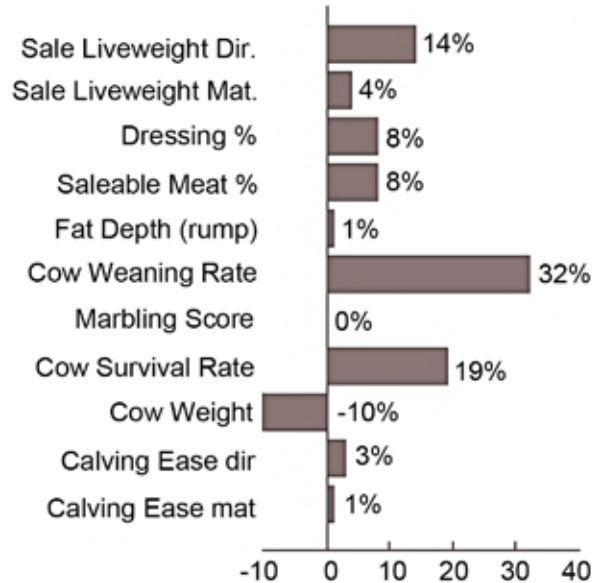 Sale Liveweight Dir. 14%
Sale Liveweight Mat. 4%
Dressing % 8%
Saleable Meat % 8%
Fat Depth (rump) 1%
Cow Weaning Rate 32%
Marbling Score 0%
Cow Survival Rate 19%
Cow Weight -10%
Calving Ease dir 3%
Calving Ease mat 1%
-10 0 10 20 30 40